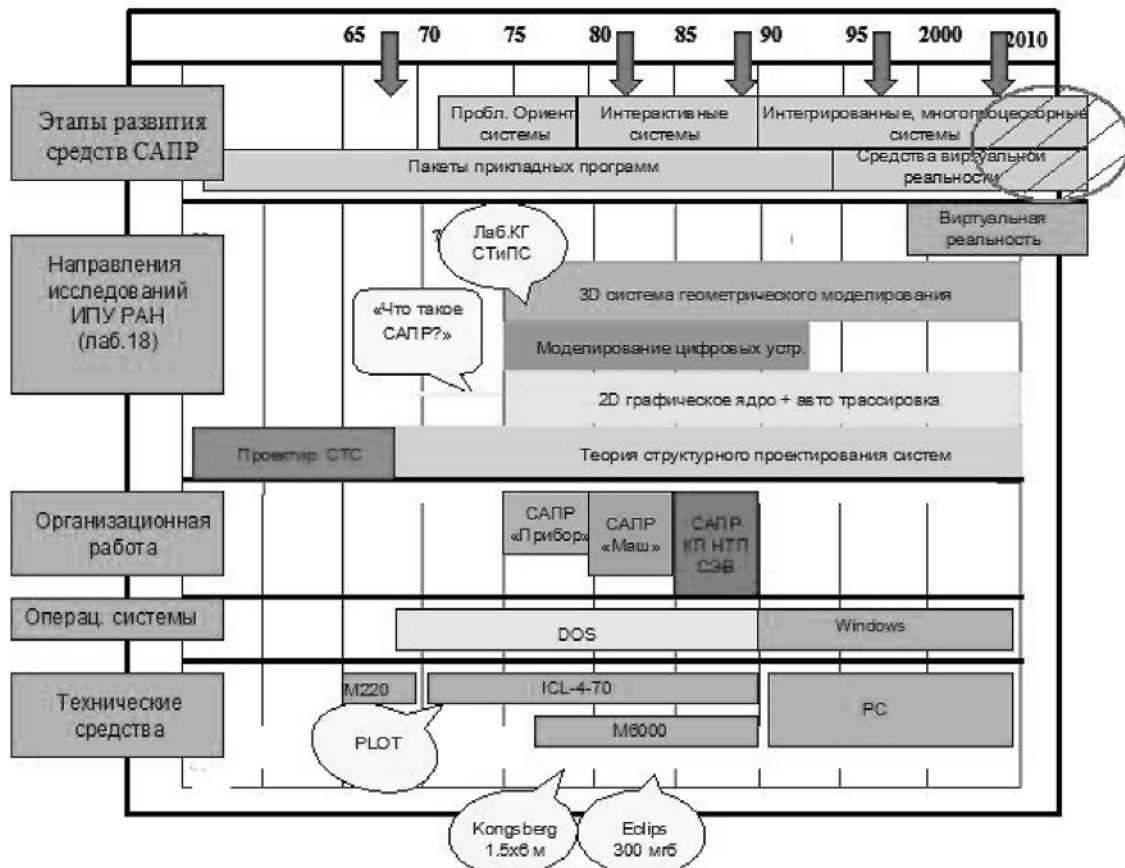 65 70 75 80 85 90 95 2000 2010
Этапы развития
средств САПР
Пробл. Ориент
системы
Интерактивные
системы
Интегрированные, многопроцессорные
системы
Пакеты прикладных программ
Средства виртуальной
реальности
Направления
исследований
ИПУ РАН
(лаб.18)
Виртуальная
реальность
Лаб.КГ
СТиПС
3D система геометрического моделирования
«Что такое
САПР?»
Моделирование цифровых устр.
2D графическое ядро + авто трассировка
Проектир. СТС
Теория структурного проектирования систем
Организационная
работа
САПР
«Прибор»
САПР
«Маш»
САПР
КП НТП
СЭВ
Операц. системы
DOS
Windows
Технические
средства
М220
ICL-4-70
PC
PLOT
М6000
Kongsberg
1.5х6 м
Eclips
300 мгб